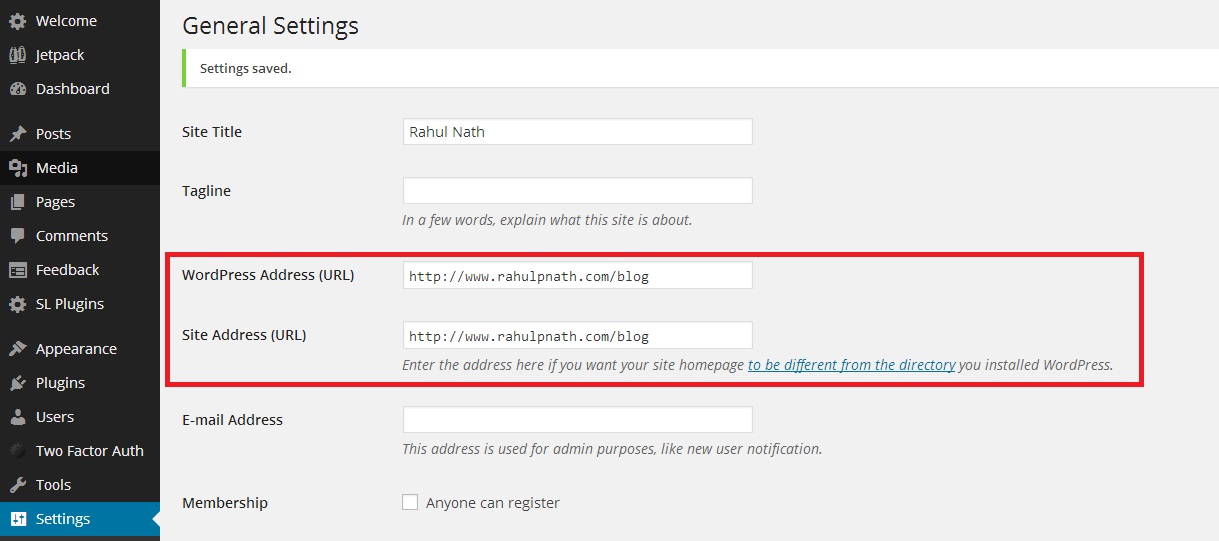 Welcome
Jetpack
Dashboard
Posts
Media
Pages
Comments
Feedback
SL Plugins
Appearance
Plugins
Users
Two Factor Auth
Tools
Settings
General Settings
Settings saved.
Site Title
Rahul Nath
Tagline
In a few words, explain what this site is about.
WordPress Address (URL)
http://www.rahulpnath.com/blog
Site Address (URL)
http://www.rahulpnath.com/blog
Enter the address here if you want your site homepage to be different from the directory you installed WordPress.
E-mail Address
This address is used for admin purposes, like new user notification.
Membership
Anyone can register